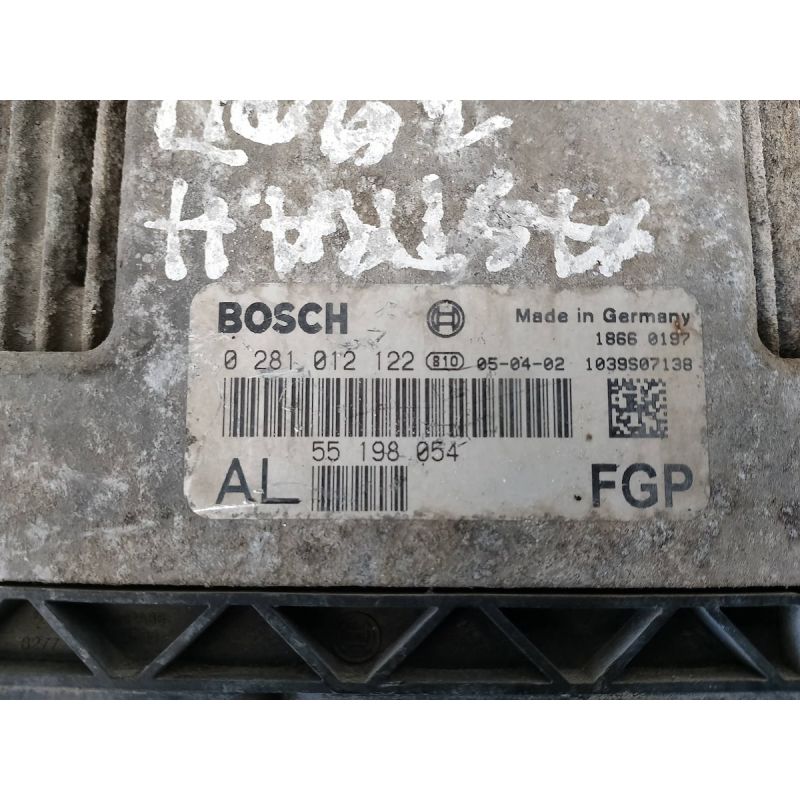 ASTRA H
BOSCH
Made in Germany
1866 0197
0 281 012 122 810 05-04-02 1039S07138
55 198 054
AL FGP